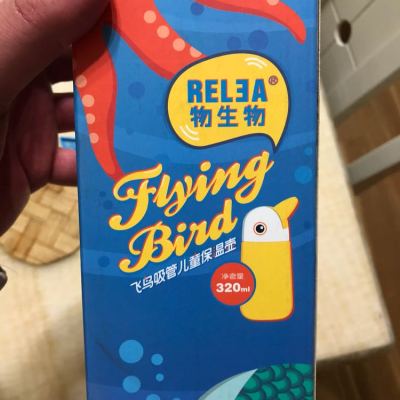 RELEA®
物生物
Flying
Bird
飞鸟吸管儿童保温壶
净容量
320ml